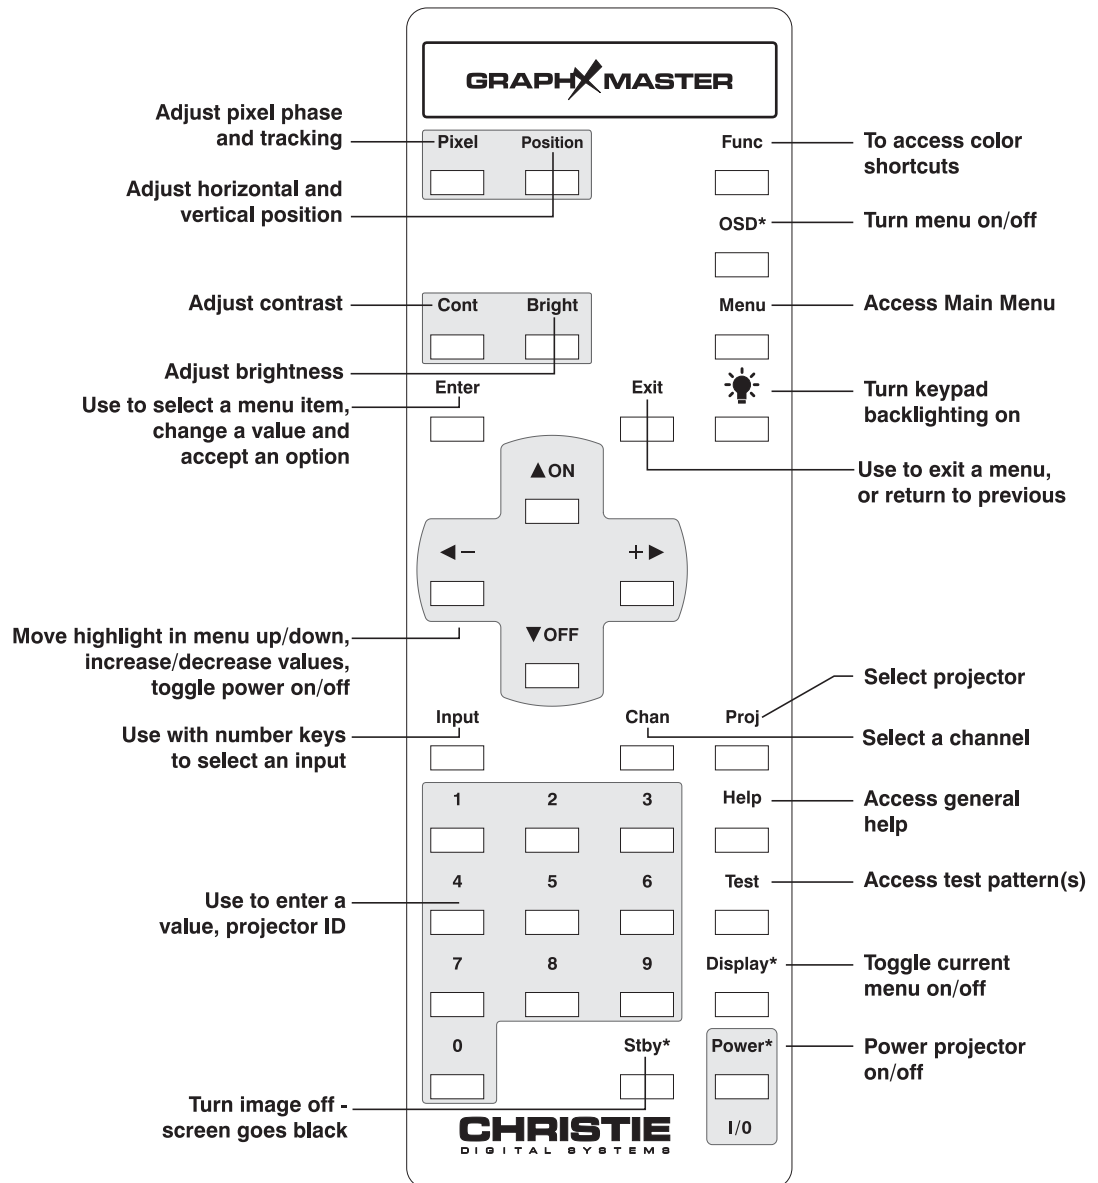 GRAPHXMASTER
Adjust pixel phase
and tracking
Pixel
Position
Func
To access color
shortcuts
Adjust horizontal and
vertical position
OSD*
Turn menu on/off
Adjust contrast
Cont
Bright
Menu
Access Main Menu
Adjust brightness
Enter
Exit
Use to select a menu item,
change a value and
accept an option
Turn keypad
backlighting on
▲ON
Use to exit a menu,
or return to previous
◄–
+►
Move highlight in menu up/down,
increase/decrease values,
toggle power on/off
▼OFF
Select projector
Input
Chan
Proj
Use with number keys
to select an input
Select a channel
1 2 3
Help
Access general
help
4 5 6
Test
Access test pattern(s)
Use to enter a
value, projector ID
7 8 9
Display*
Toggle current
menu on/off
0
Stby*
Power*
Power projector
on/off
Turn image off -
screen goes black
CHRISTIE
DIGITAL SYSTEMS
I/0